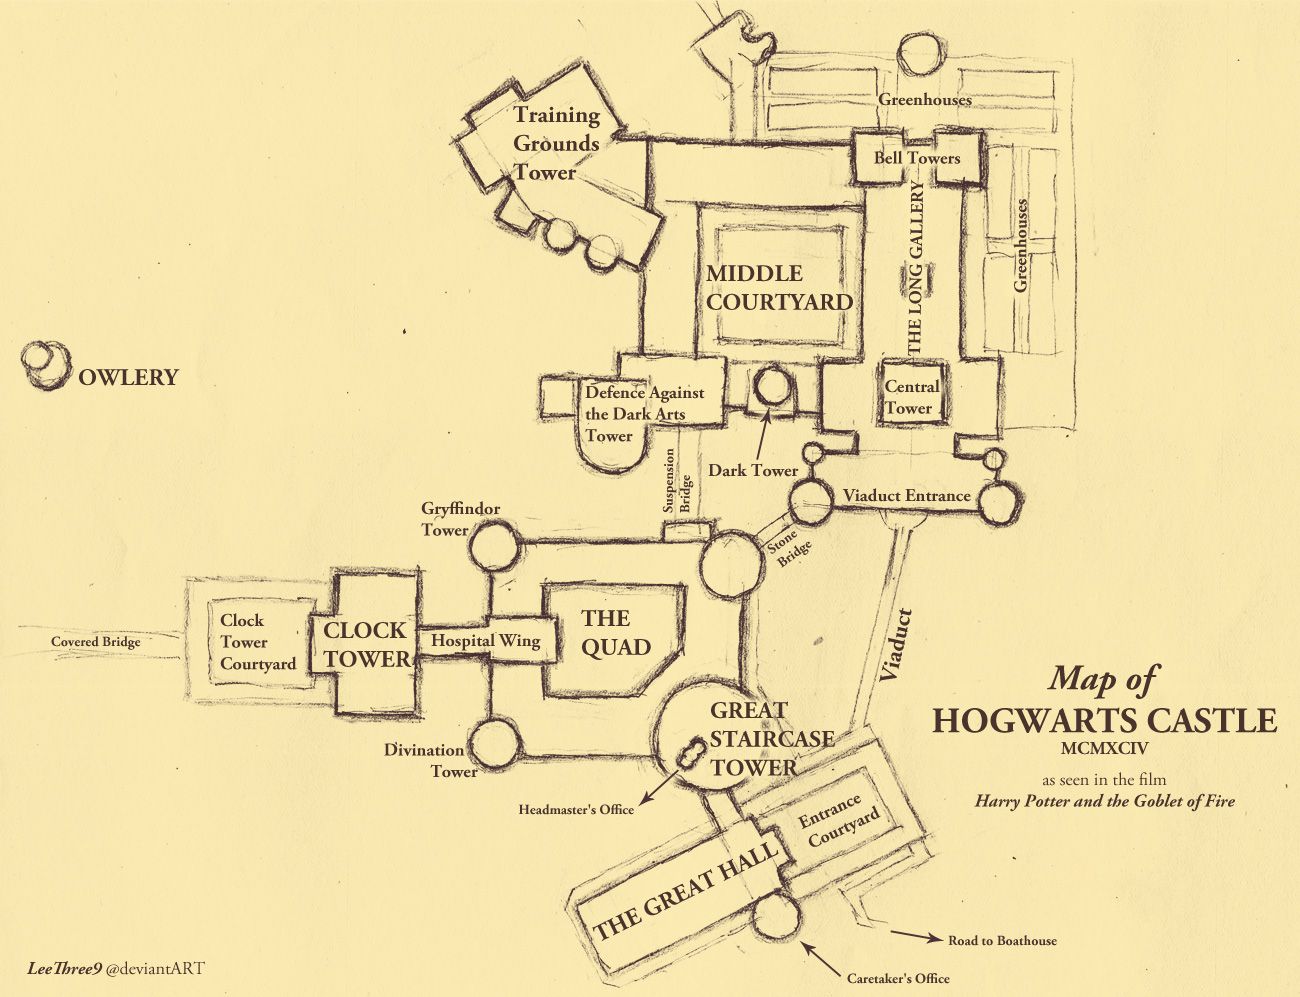 Greenhouses
Training
Grounds
Tower
Bell Towers
THE LONG GALLERY
Greenhouses
MIDDLE
COURTYARD
OWLERY
Defence Against
the Dark Arts
Tower
Central
Tower
Dark Tower
Suspension
Bridge
Viaduct Entrance
Gryffindor
Tower
Stone
Bridge
Covered Bridge
Clock
Tower
Courtyard
CLOCK
TOWER
Hospital Wing
THE
QUAD
Viaduct
Map of
HOGWARTS CASTLE
MCMXCIV
as seen in the film
Harry Potter and the Goblet of Fire
GREAT
STAIRCASE
TOWER
Divination
Tower
Headmaster's Office
Entrance
Courtyard
THE GREAT HALL
Road to Boathouse
Caretaker's Office
LeeThree9 @deviantART